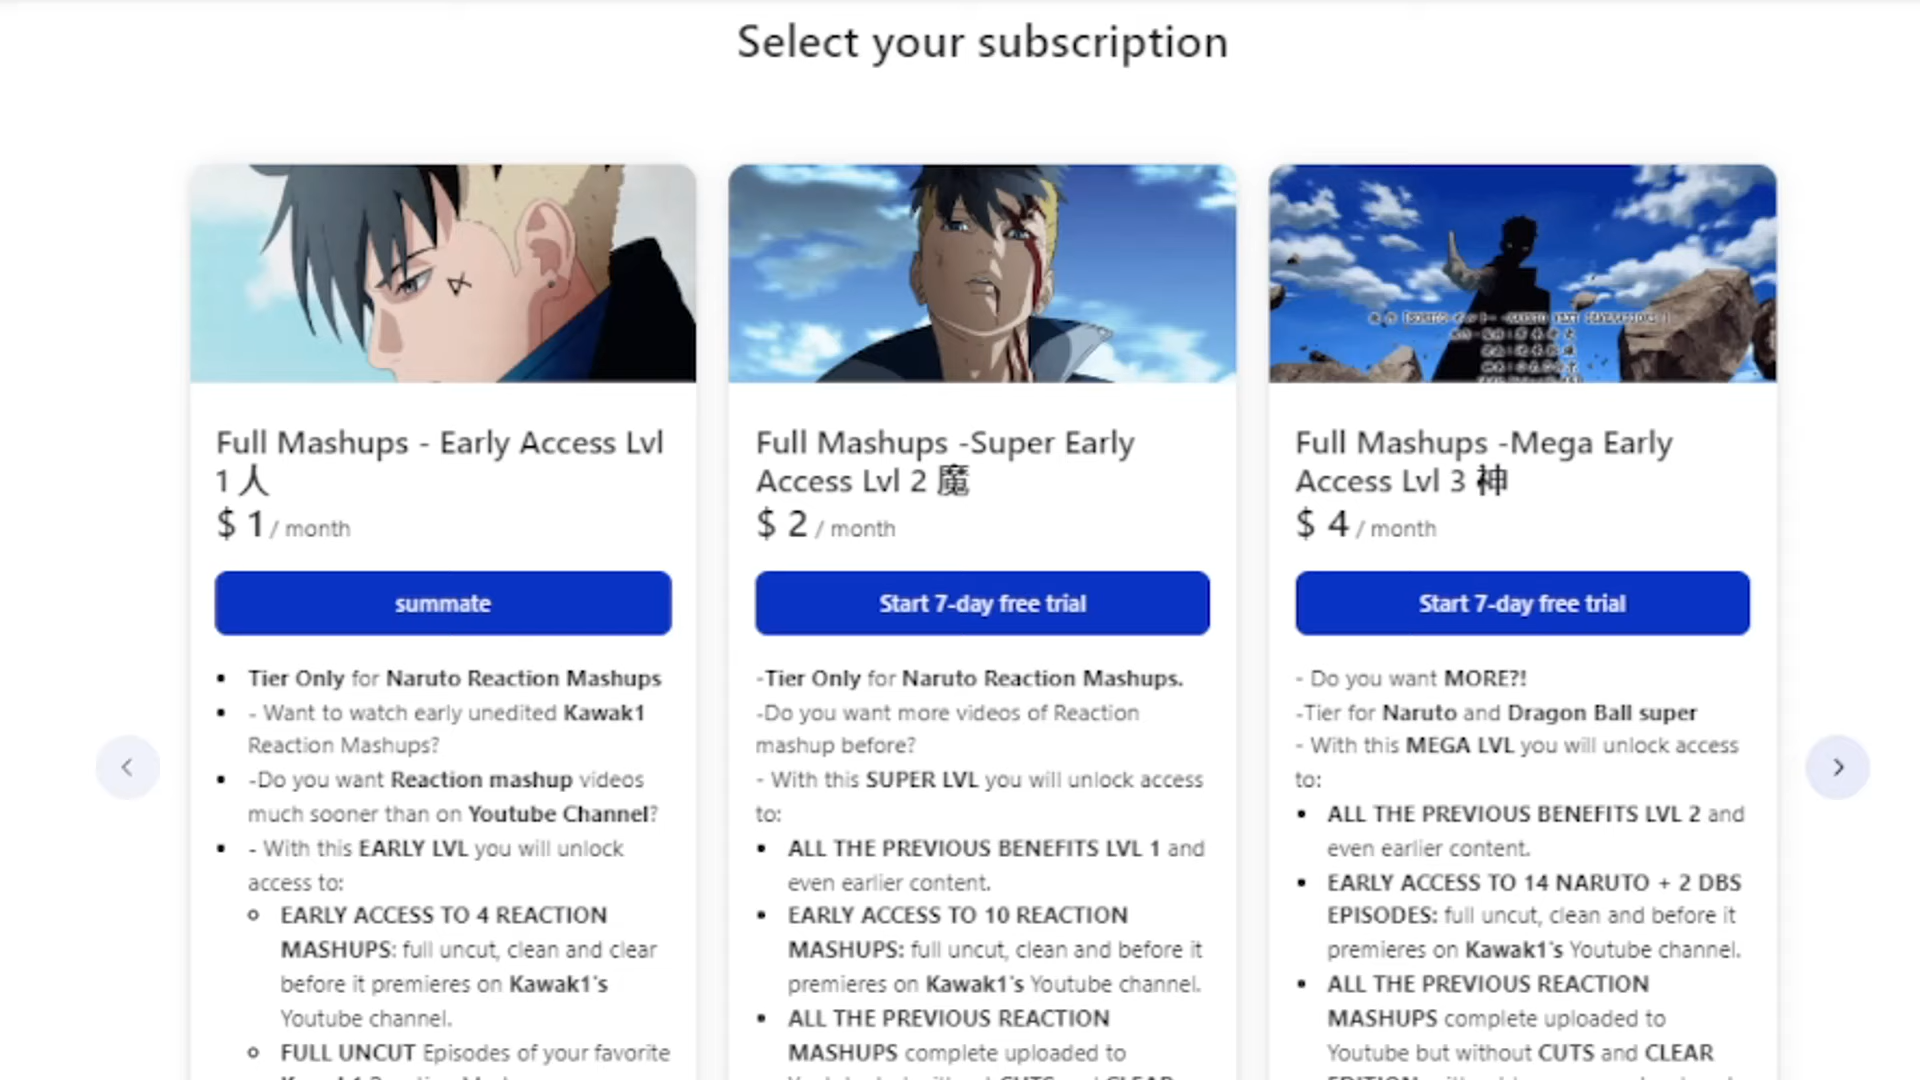 Select your subscription
Full Mashups - Early Access Lvl
1 人
$ 1 / month
summate
• Tier Only for Naruto Reaction Mashups
• - Want to watch early unedited Kawak1
Reaction Mashups?
• -Do you want Reaction mashup videos
much sooner than on Youtube Channel?
• - With this EARLY LVL you will unlock
access to:
EARLY ACCESS TO 4 REACTION
MASHUPS: full uncut, clean and clear
before it premieres on Kawak1's
Youtube channel.
FULL UNCUT Episodes of your favorite
Full Mashups -Super Early
Access Lvl 2 魔
$ 2 / month
Start 7-day free trial
-Tier Only for Naruto Reaction Mashups.
-Do you want more videos of Reaction
mashup before?
- With this SUPER LVL you will unlock access
to:
• ALL THE PREVIOUS BENEFITS LVL 1 and
even earlier content.
• EARLY ACCESS TO 10 REACTION
MASHUPS: full uncut, clean and before it
premieres on Kawak1's Youtube channel.
• ALL THE PREVIOUS REACTION
MASHUPS complete uploaded to
Full Mashups -Mega Early
Access Lvl 3 神
$ 4 / month
Start 7-day free trial
- Do you want MORE?!
-Tier for Naruto and Dragon Ball super
- With this MEGA LVL you will unlock access
to:
• ALL THE PREVIOUS BENEFITS LVL 2 and
even earlier content.
• EARLY ACCESS TO 14 NARUTO + 2 DBS
EPISODES: full uncut, clean and before it
premieres on Kawak1's Youtube channel.
• ALL THE PREVIOUS REACTION
MASHUPS complete uploaded to
Youtube but without CUTS and CLEAR